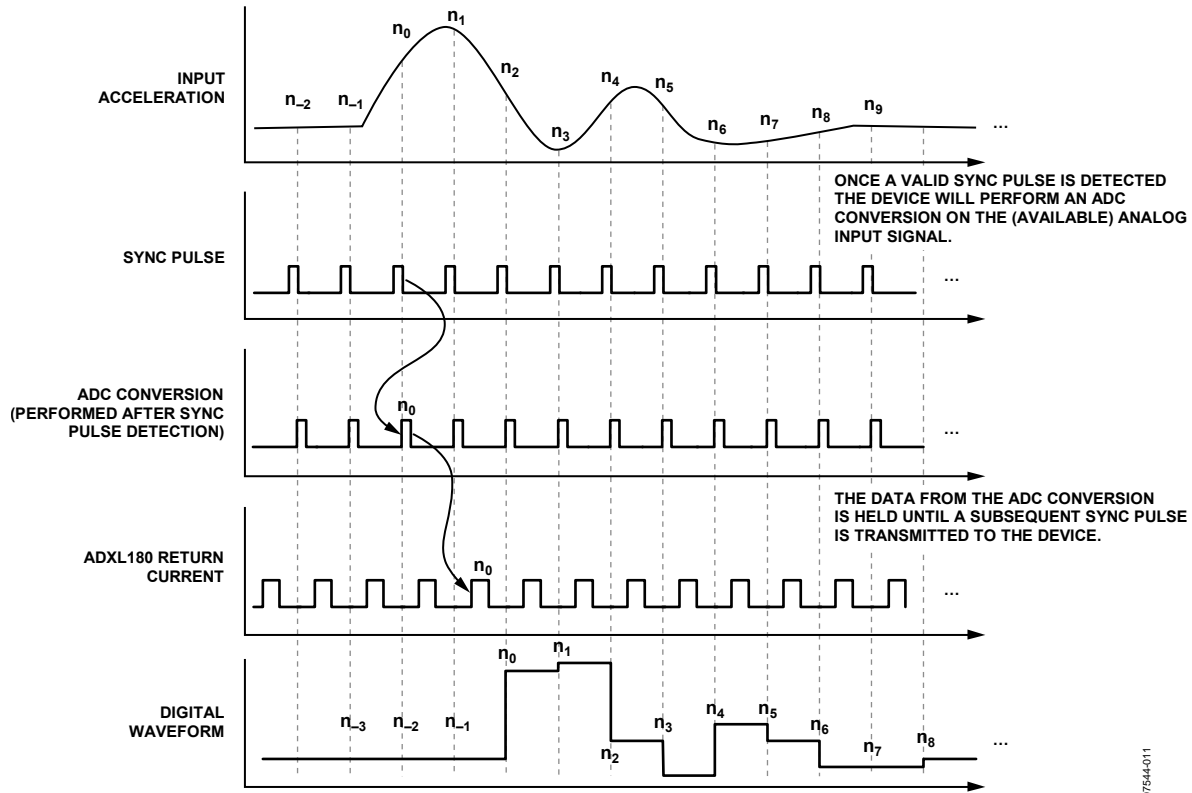 INPUT
ACCELERATION
n–2
n–1
n0
n1
n2
n3
n4
n5
n6
n7
n8
n9
...
ONCE A VALID SYNC PULSE IS DETECTED
THE DEVICE WILL PERFORM AN ADC
CONVERSION ON THE (AVAILABLE) ANALOG
INPUT SIGNAL.
SYNC PULSE
...
ADC CONVERSION
(PERFORMED AFTER SYNC
PULSE DETECTION)
n0
...
THE DATA FROM THE ADC CONVERSION
IS HELD UNTIL A SUBSEQUENT SYNC PULSE
IS TRANSMITTED TO THE DEVICE.
ADXL180 RETURN
CURRENT
n0
...
DIGITAL
WAVEFORM
n–3
n–2
n–1
n0
n1
n2
n3
n4
n5
n6
n7
n8
...
7544-011